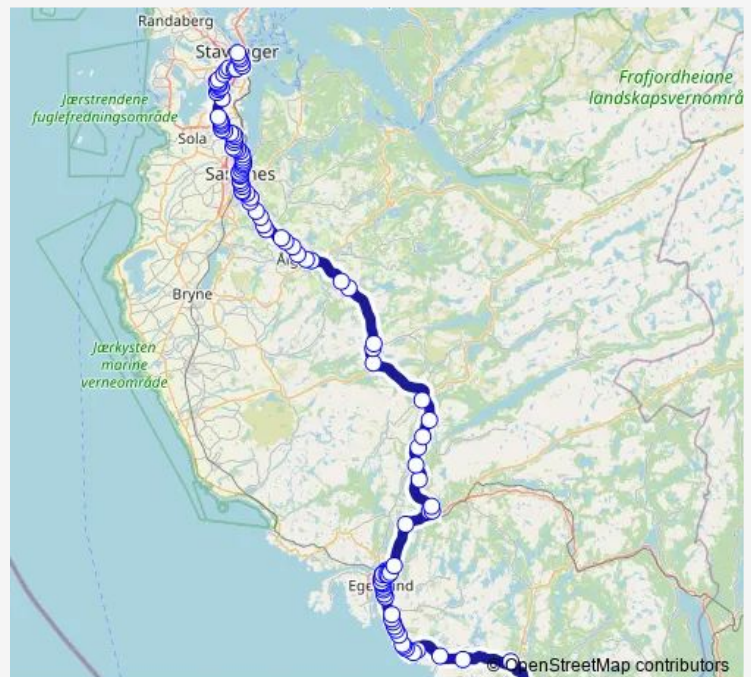 Randaberg
Stavanger
Frafjordheiane
landskapsvernområ
Jærstrendene
fuglefredningsområde
Sola
Sandnes
Bryne
Jærkysten
marine
verneområde
Egersund
© OpenStreetMap contributors